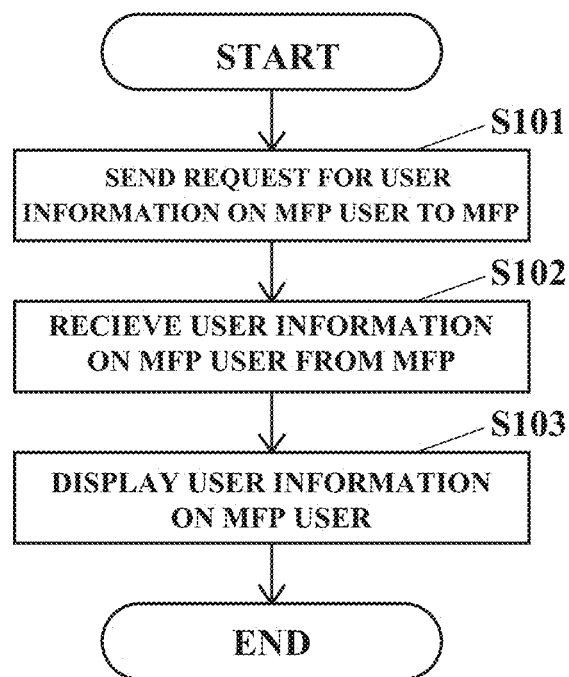 START
S101
SEND REQUEST FOR USER
INFORMATION ON MFP USER TO MFP
S102
RECIEVE USER INFORMATION
ON MFP USER FROM MFP
S103
DISPLAY USER INFORMATION
ON MFP USER
END